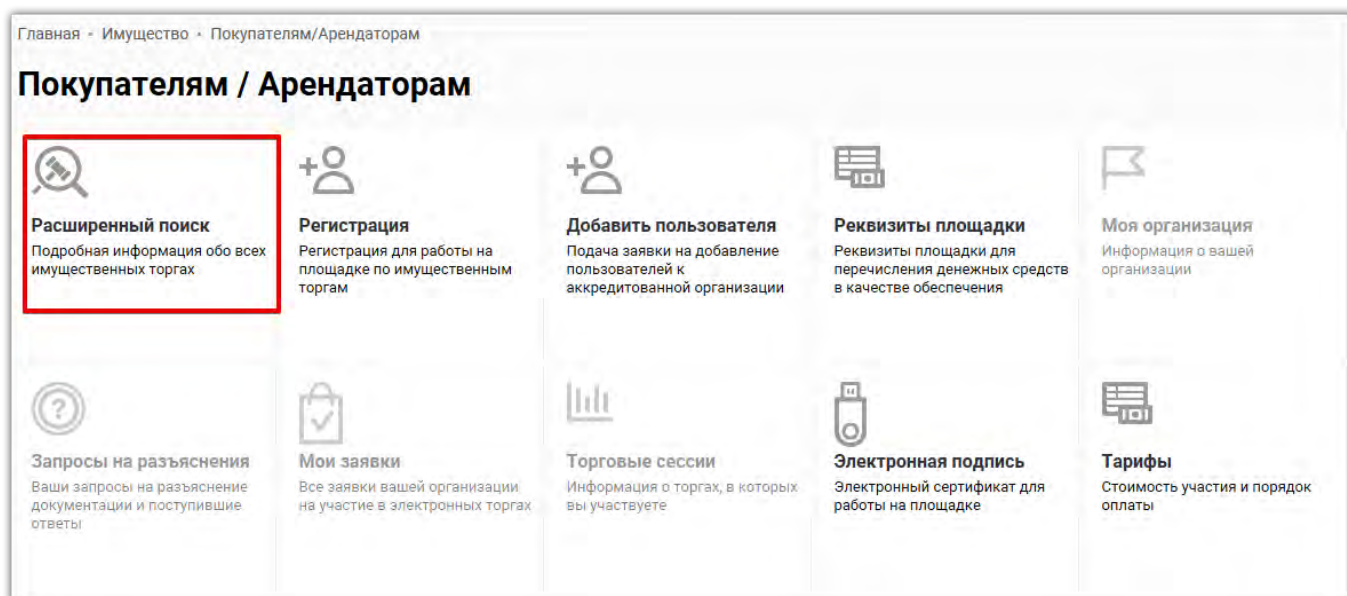 Главная • Имущество • Покупателям/Арендаторам
Покупателям / Арендаторам
Расширенный поиск
Подробная информация обо всех
имущественных торгах
Регистрация
Регистрация для работы на
площадке по имущественным
торгам
Добавить пользователя
Подача заявки на добавление
пользователей к
аккредитованной организации
Реквизиты площадки
Реквизиты площадки для
перечисления денежных средств
в качестве обеспечения
Моя организация
Информация о вашей
организации
Запросы на разъяснения
Ваши запросы на разъяснение
документации и поступившие
ответы
Мои заявки
Все заявки вашей организации
на участие в электронных торгах
Торговые сессии
Информация о торгах, в которых
вы участвуете
Электронная подпись
Электронный сертификат для
работы на площадке
Тарифы
Стоимость участия и порядок
оплаты